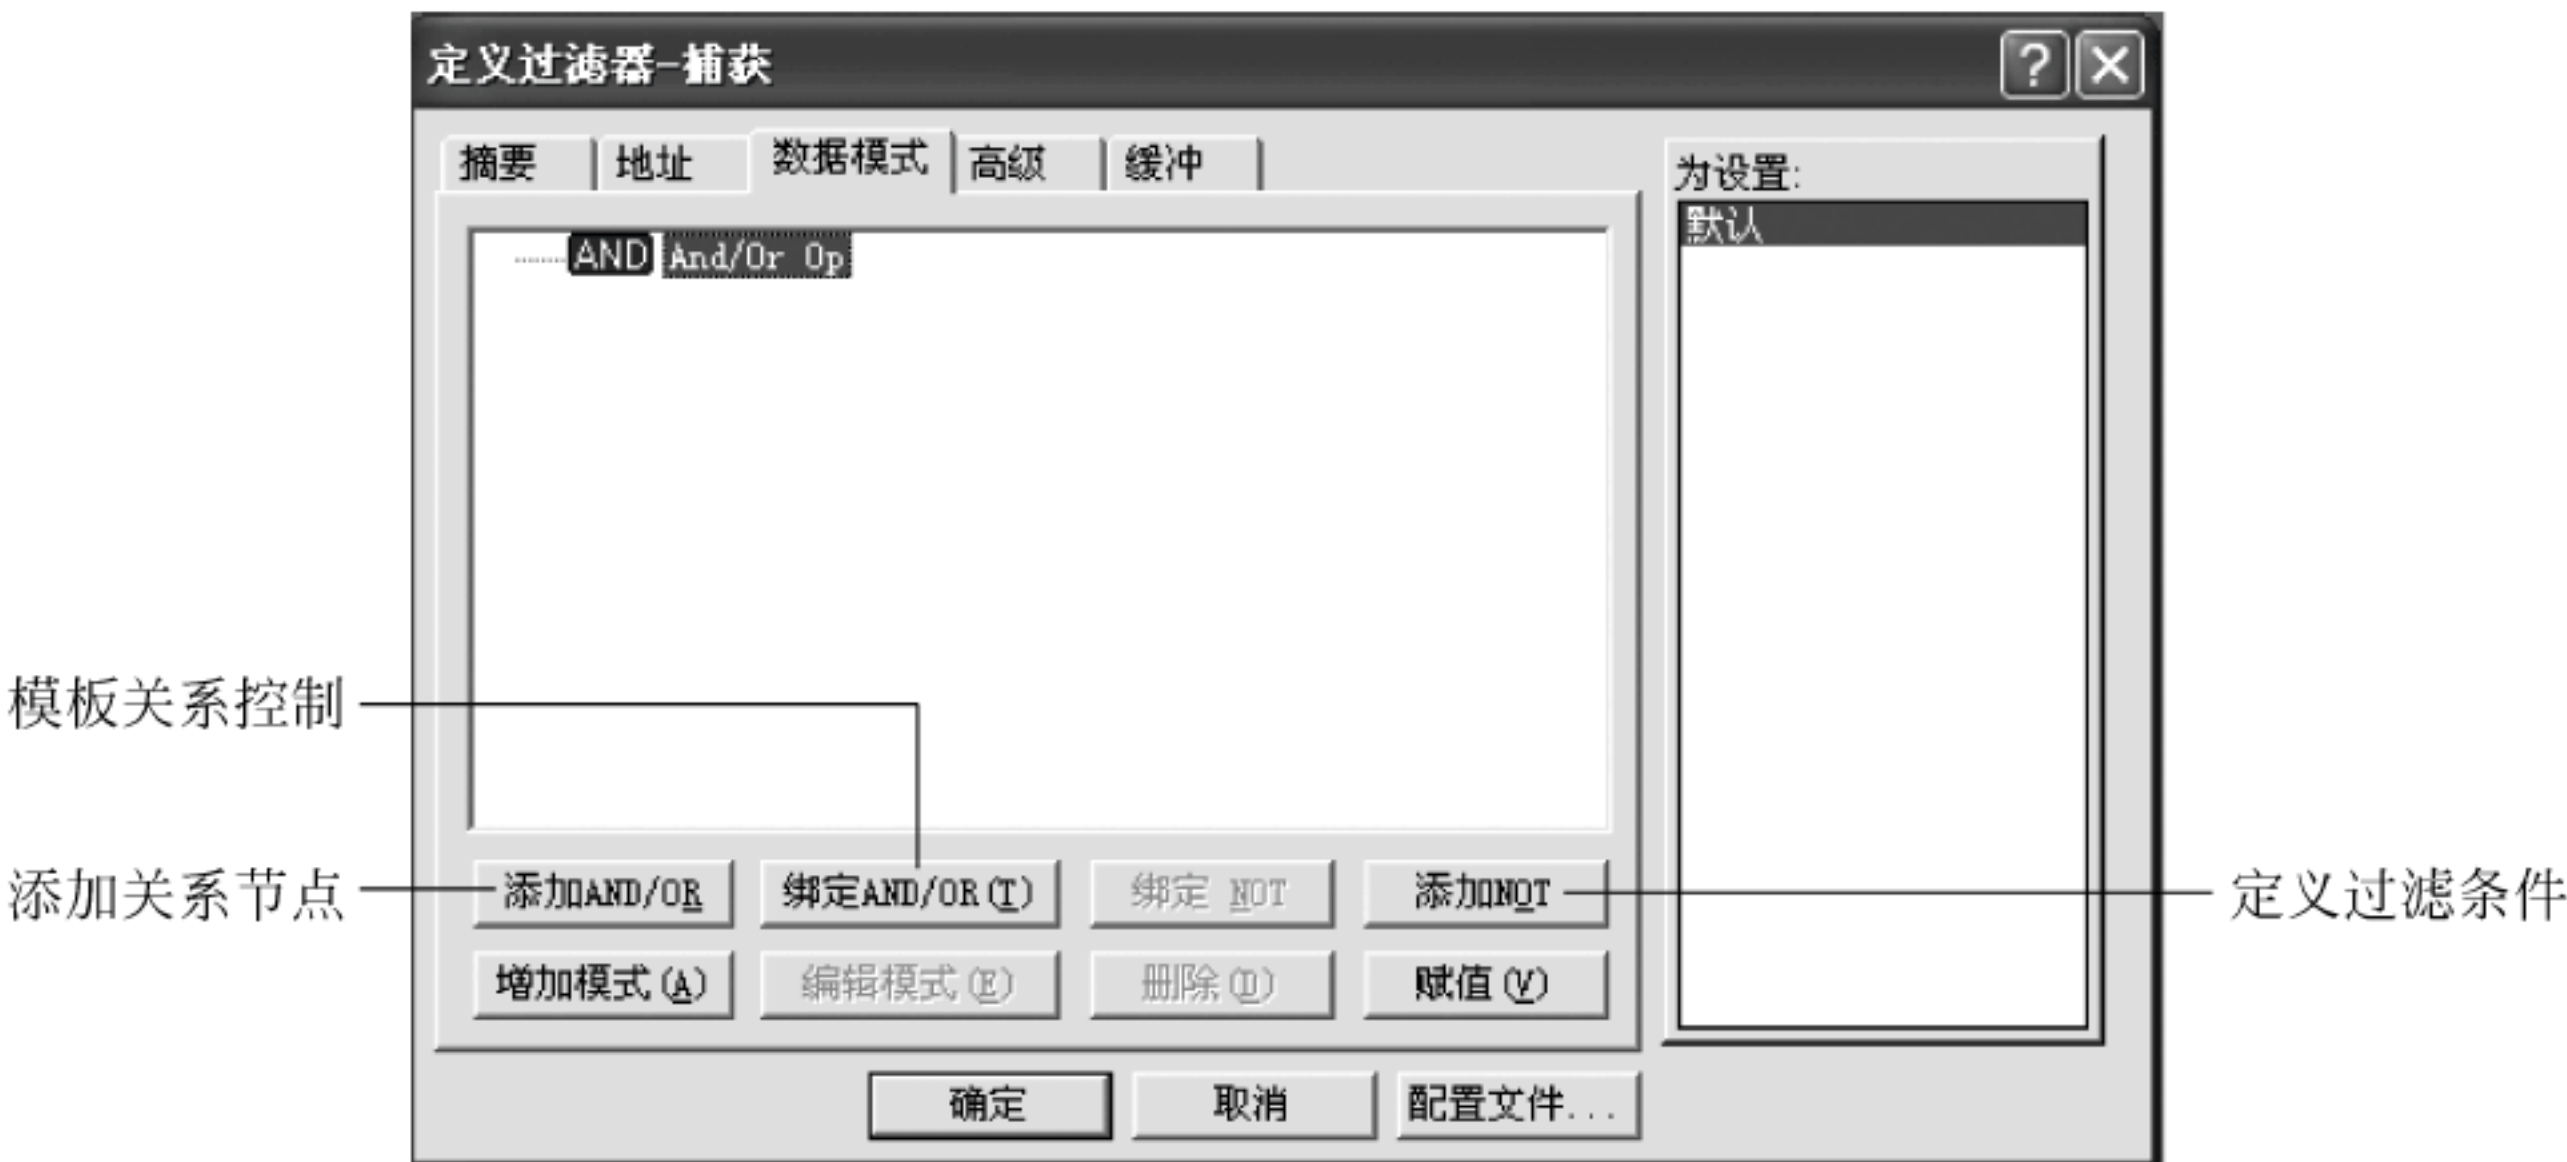 定义过滤器-捕获
摘要 地址 数据模式 高级 缓冲
为设置:
默认
AND And/Or Op
模板关系控制
添加关系节点
添加AND/OR 绑定AND/OR(T) 绑定 NOT 添加NOT
定义过滤条件
增加模式(A) 编辑模式(E) 删除(D) 赋值(V)
确定 取消 配置文件...